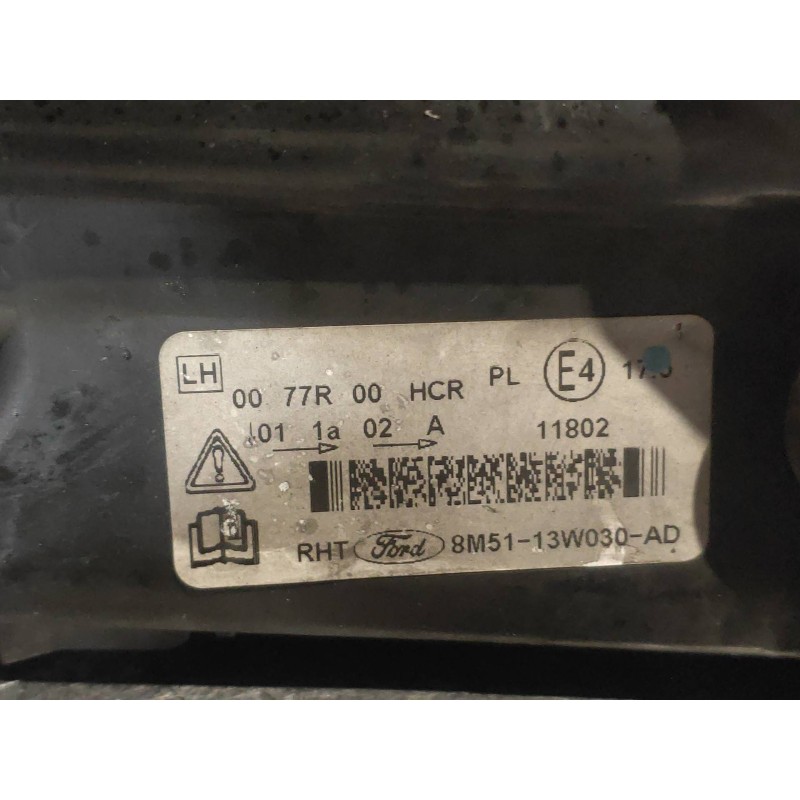 LH 00 77R 00 HCR PL E4
01 1a 02 A 11802
RHT Ford 8M51-13W030-AD